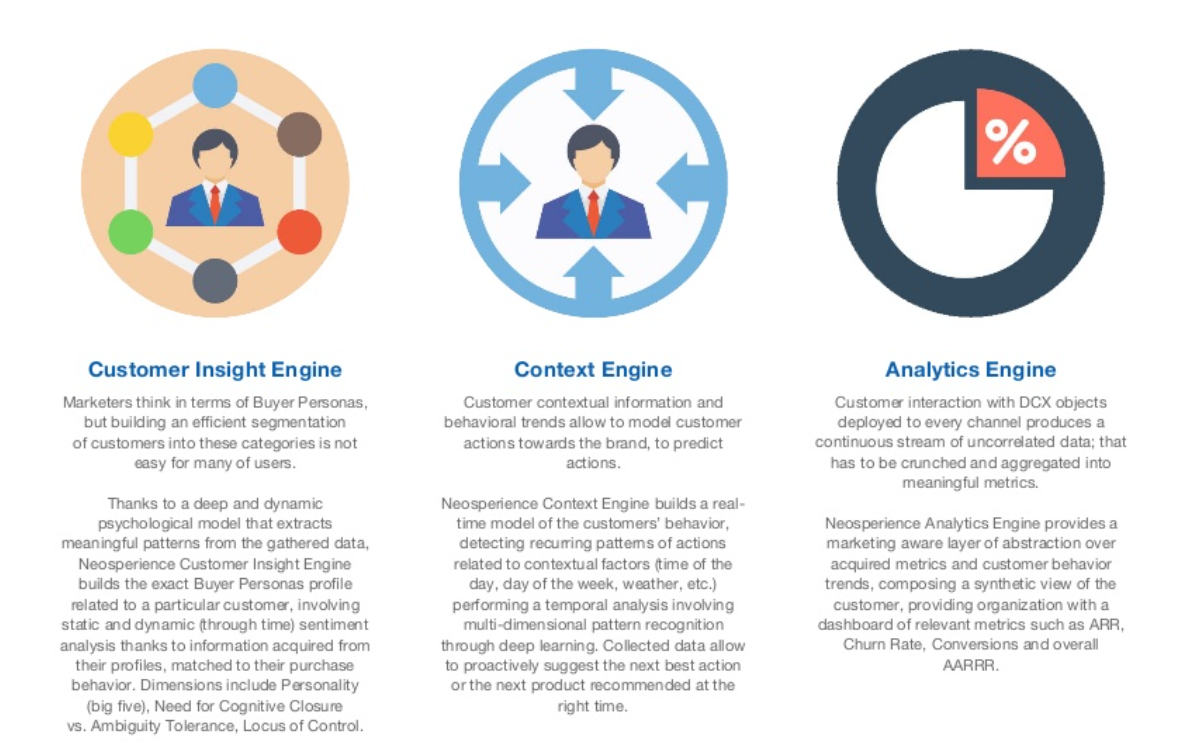 %
Customer Insight Engine
Marketers think in terms of Buyer Personas,
but building an efficient segmentation
of customers into these categories is not
easy for many of users.
Thanks to a deep and dynamic
psychological model that extracts
meaningful patterns from the gathered data,
Neosperience Customer Insight Engine
builds the exact Buyer Personas profile
related to a particular customer, involving
static and dynamic (through time) sentiment
analysis thanks to information acquired from
their profiles, matched to their purchase
behavior. Dimensions include Personality
(big five), Need for Cognitive Closure
vs. Ambiguity Tolerance, Locus of Control.
Context Engine
Customer contextual information and
behavioral trends allow to model customer
actions towards the brand, to predict
actions.
Neosperience Context Engine builds a real-
time model of the customers' behavior,
detecting recurring patterns of actions
related to contextual factors (time of the
day, day of the week, weather, etc.)
performing a temporal analysis involving
multi-dimensional pattern recognition
through deep learning. Collected data allow
to proactively suggest the next best action
or the next product recommended at the
right time.
Analytics Engine
Customer interaction with DCX objects
deployed to every channel produces a
continuous stream of uncorrelated data; that
has to be crunched and aggregated into
meaningful metrics.
Neosperience Analytics Engine provides a
marketing aware layer of abstraction over
acquired metrics and customer behavior
trends, composing a synthetic view of the
customer, providing organization with a
dashboard of relevant metrics such as ARR,
Churn Rate, Conversions and overall
AARRR.